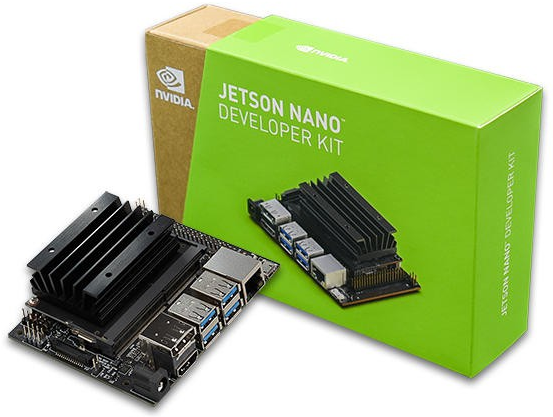 NVIDIA.
NVIDIA
JETSON NANO™
DEVELOPER KIT
JETSON NANO™ DEVELOPER KIT